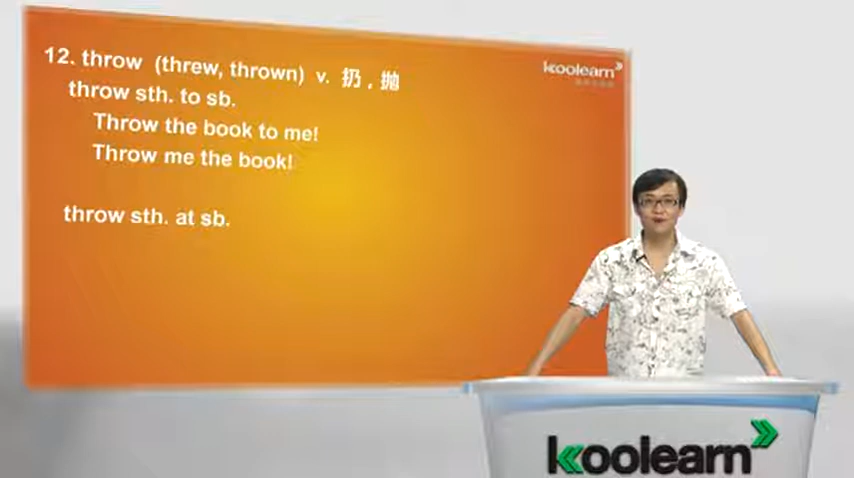 12. throw (threw, thrown) v. 扔，抛
throw sth. to sb.
Throw the book to me!
Throw me the book!
throw sth. at sb.
koolearn
koolearn